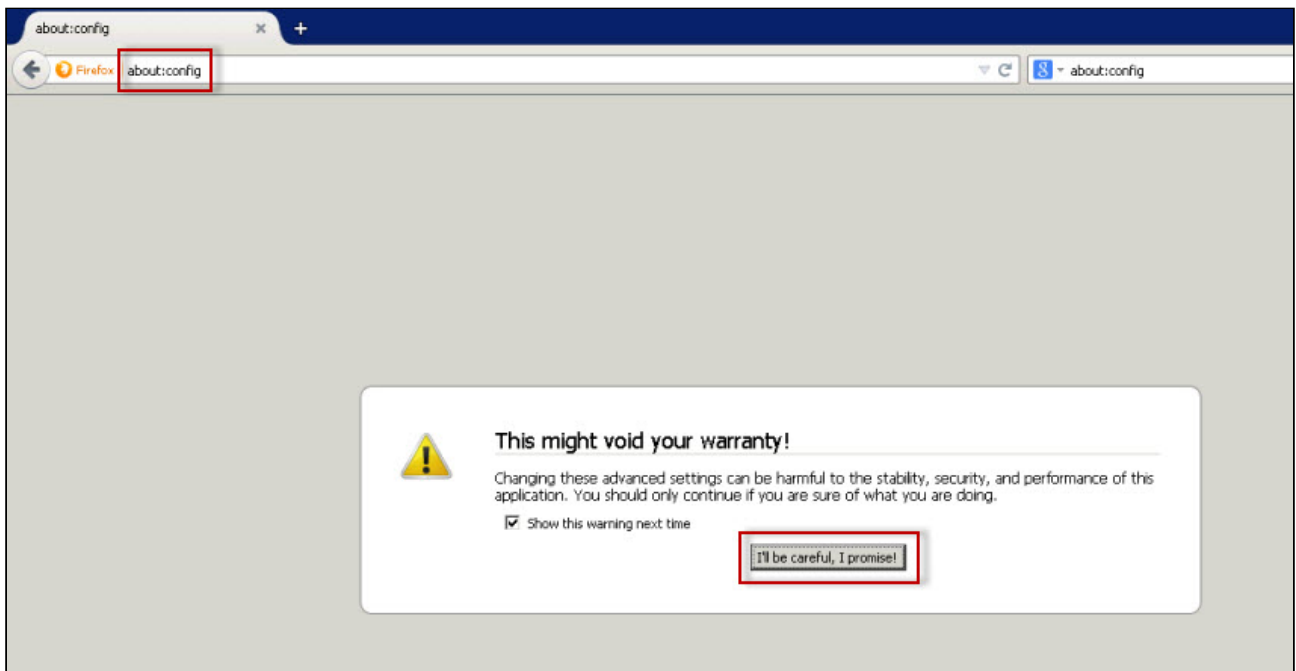 about:config
Firefox about:config
about:config
This might void your warranty!
Changing these advanced settings can be harmful to the stability, security, and performance of this
application. You should only continue if you are sure of what you are doing.
Show this warning next time
I'll be careful, I promise!